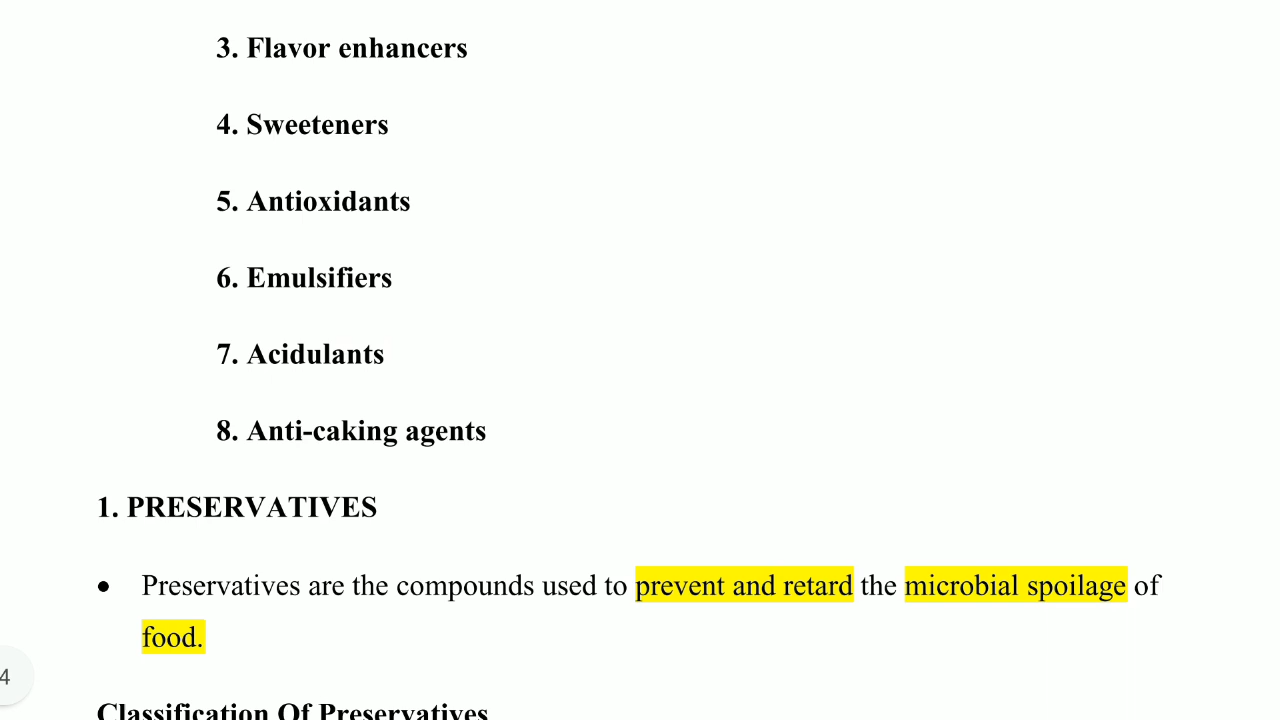 3. Flavor enhancers
4. Sweeteners
5. Antioxidants
6. Emulsifiers
7. Acidulants
8. Anti-caking agents
1. PRESERVATIVES
• Preservatives are the compounds used to prevent and retard the microbial spoilage of
food.
4
Classification Of Preservatives